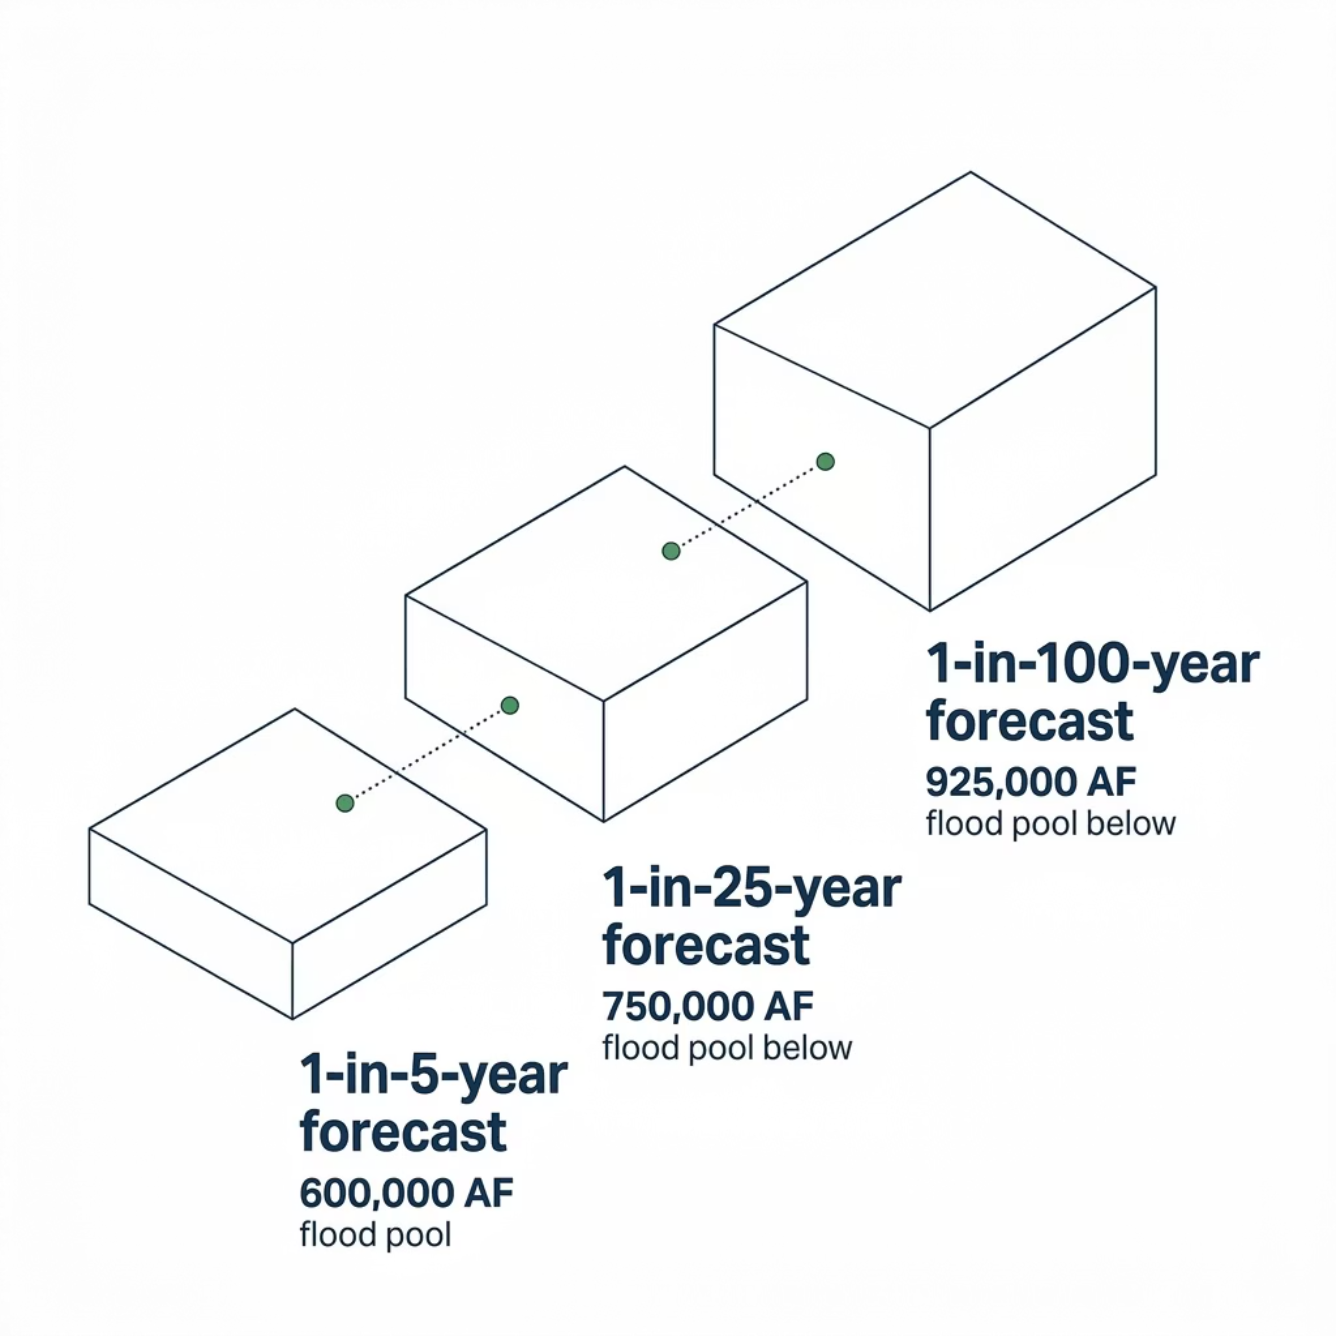 1-in-100-year
forecast
925,000 AF
flood pool below
1-in-25-year
forecast
750,000 AF
flood pool below
1-in-5-year
forecast
600,000 AF
flood pool